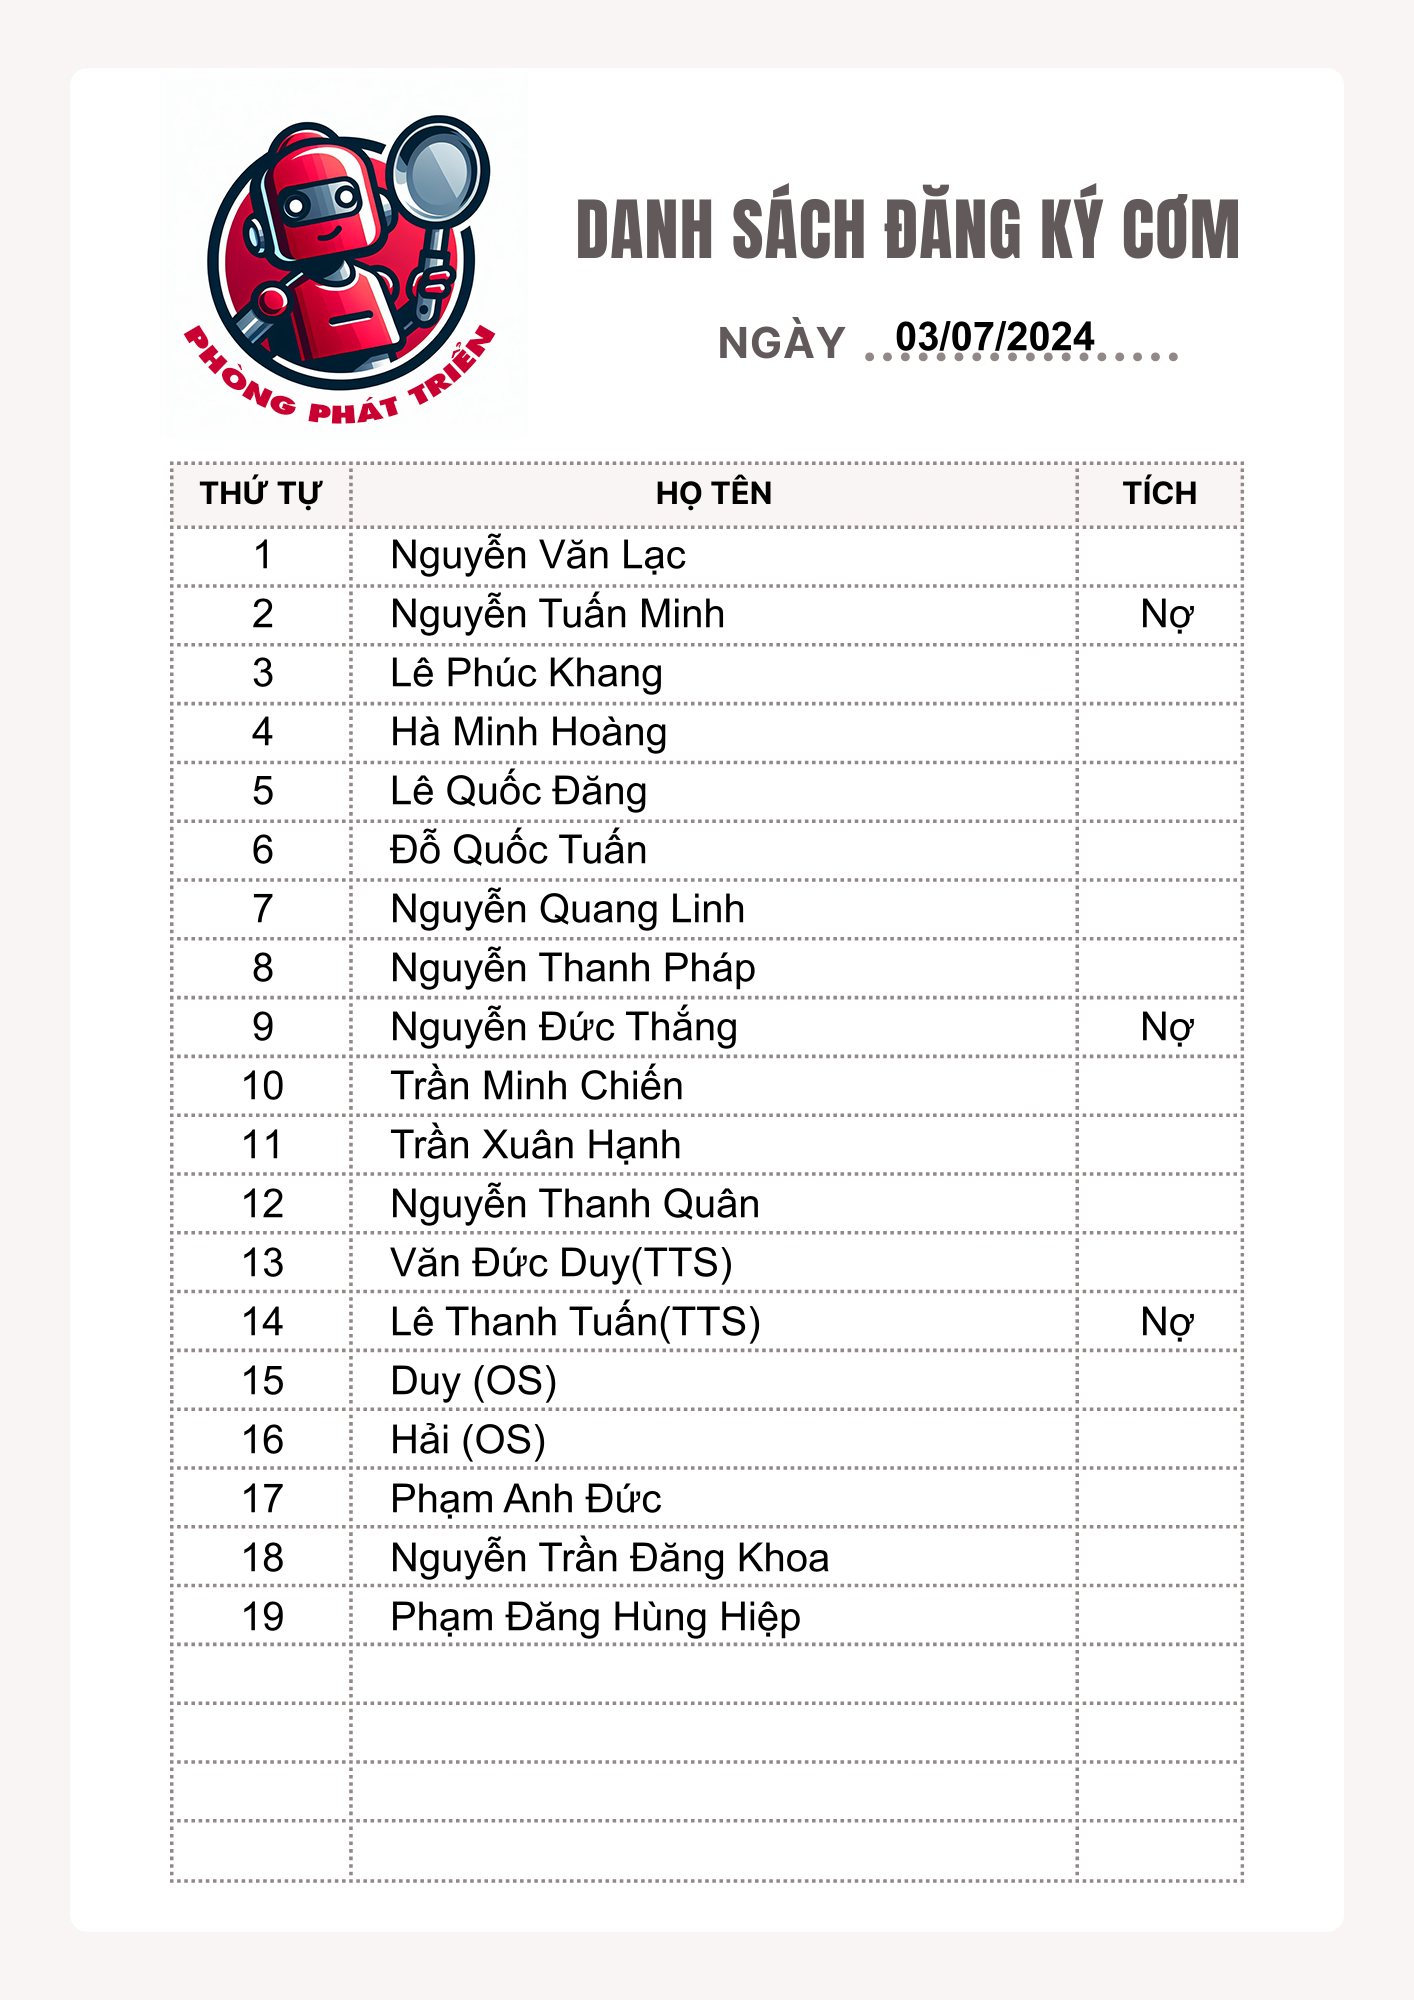 DANH SÁCH ĐĂNG KÝ CƠM
NGÀY 03/07/2024
PHÒNG PHÁT TRIỂN
THỨ TỰ HỌ TÊN TÍCH
1 Nguyễn Văn Lạc
2 Nguyễn Tuấn Minh Nợ
3 Lê Phúc Khang
4 Hà Minh Hoàng
5 Lê Quốc Đăng
6 Đỗ Quốc Tuấn
7 Nguyễn Quang Linh
8 Nguyễn Thanh Pháp
9 Nguyễn Đức Thắng Nợ
10 Trần Minh Chiến
11 Trần Xuân Hạnh
12 Nguyễn Thanh Quân
13 Văn Đức Duy(TTS)
14 Lê Thanh Tuấn(TTS) Nợ
15 Duy (OS)
16 Hải (OS)
17 Phạm Anh Đức
18 Nguyễn Trần Đăng Khoa
19 Phạm Đăng Hùng Hiệp